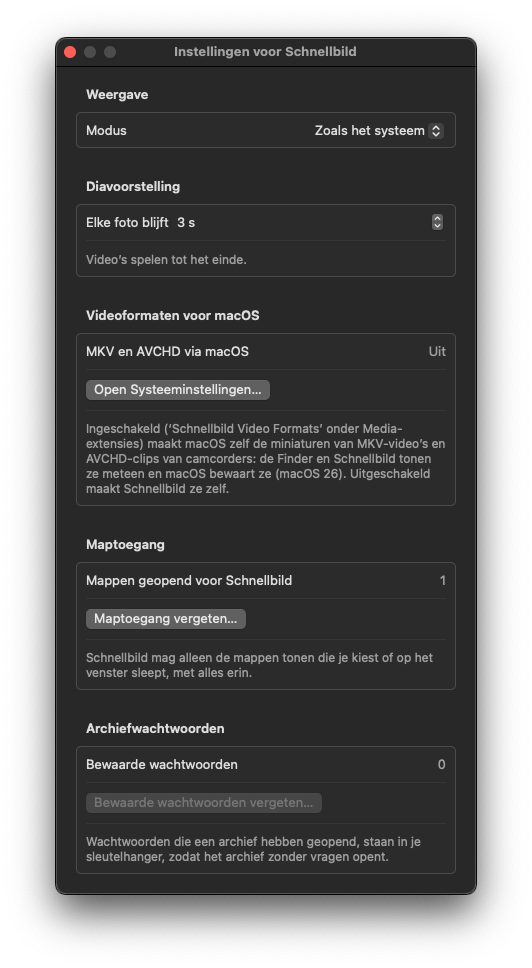 Instellingen voor Schnellbild
Weergave
Modus
Zoals het systeem
Diavoorstelling
Elke foto blijft 3 s
Video’s spelen tot het einde.
Videoformaten voor macOS
MKV en AVCHD via macOS
Uit
Open Systeeminstellingen...
Ingeschakeld (‘Schnellbild Video Formats’ onder Media-
extensies) maakt macOS zelf de miniaturen van MKV-video’s en
AVCHD-clips van camcorders: de Finder en Schnellbild tonen
ze meteen en macOS bewaart ze (macOS 26). Uitgeschakeld
maakt Schnellbild ze zelf.
Maptoegang
Mappen geopend voor Schnellbild
1
Maptoegang vergeten...
Schnellbild mag alleen de mappen tonen die je kiest of op het
venster sleept, met alles erin.
Archiefwachtwoorden
Bewaarde wachtwoorden
0
Bewaarde wachtwoorden vergeten...
Wachtwoorden die een archief hebben geopend, staan in je
sleutelhanger, zodat het archief zonder vragen opent.